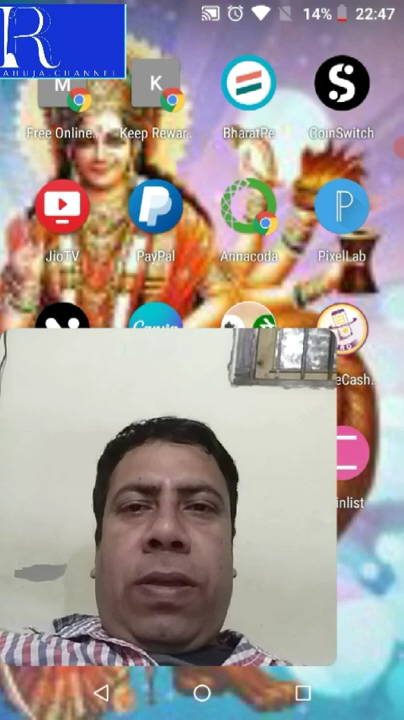 14% 22:47
R
AHUJA.CHANNEL
M K
Free Online.. Keep Rewar.. BharatPe CoinSwitch
JioTV PayPal Annacoda PixelLab
Canva
eCash..
inlist